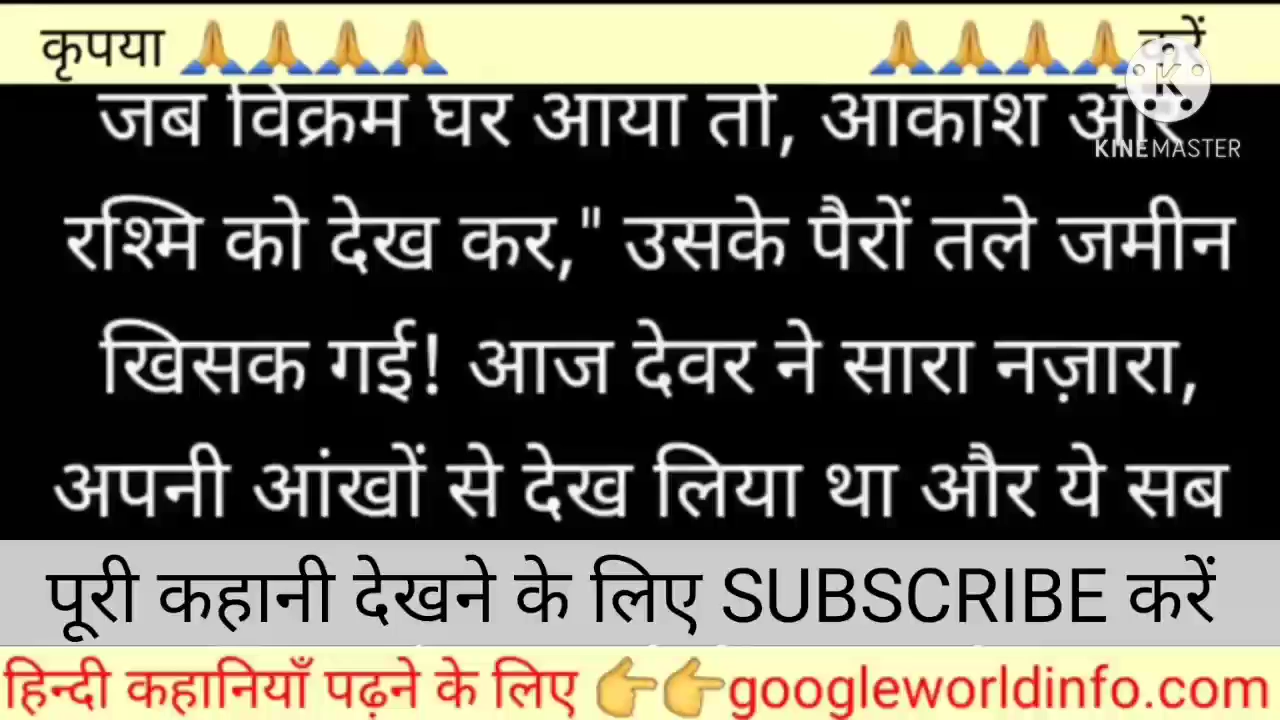 कृपया 🙏🙏🙏🙏 🙏🙏🙏🙏 करें
जब विक्रम घर आया तो, आकाश और
KINEMASTER
रश्मि को देख कर," उसके पैरों तले जमीन
खिसक गई! आज देवर ने सारा नज़ारा,
अपनी आंखों से देख लिया था और ये सब
पूरी कहानी देखने के लिए SUBSCRIBE करें
हिन्दी कहानियाँ पढ़ने के लिए 👉👉googleworldinfo.com